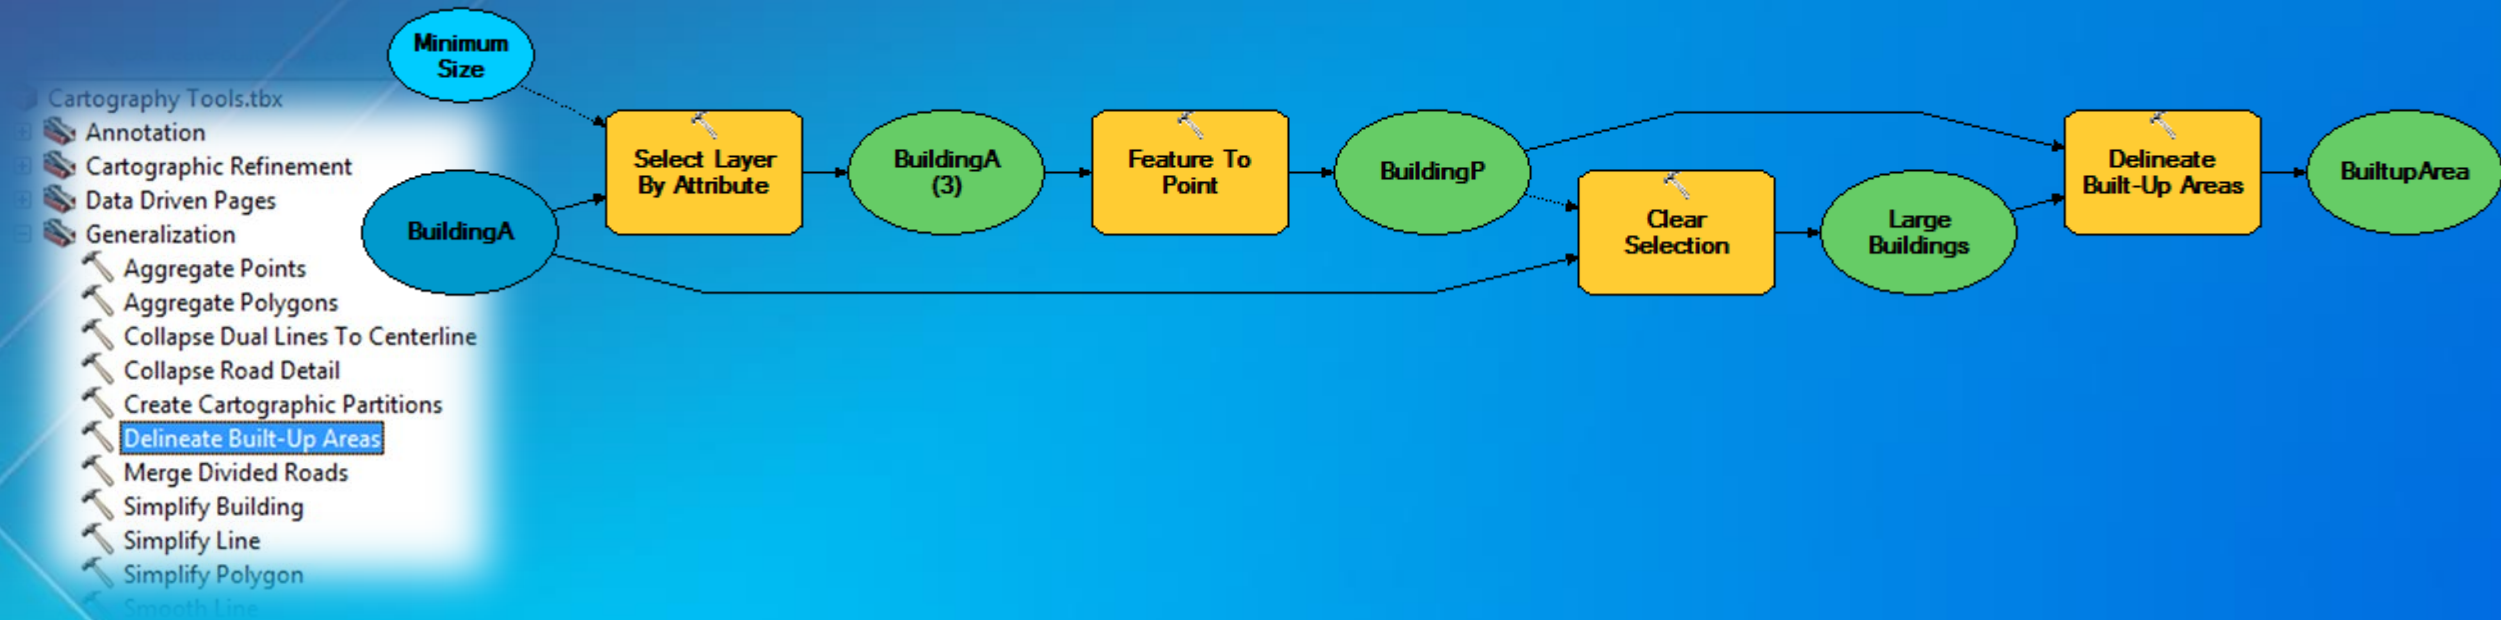 Cartography Tools.tbx
Annotation
Cartographic Refinement
Data Driven Pages
Generalization
Aggregate Points
Aggregate Polygons
Collapse Dual Lines To Centerline
Collapse Road Detail
Create Cartographic Partitions
Delineate Built-Up Areas
Merge Divided Roads
Simplify Building
Simplify Line
Simplify Polygon
Smooth Line
Minimum
Size
BuildingA
Select Layer
By Attribute
BuildingA
(3)
Feature To
Point
BuildingP
Clear
Selection
Large
Buildings
Delineate
Built-Up Areas
BuiltupArea